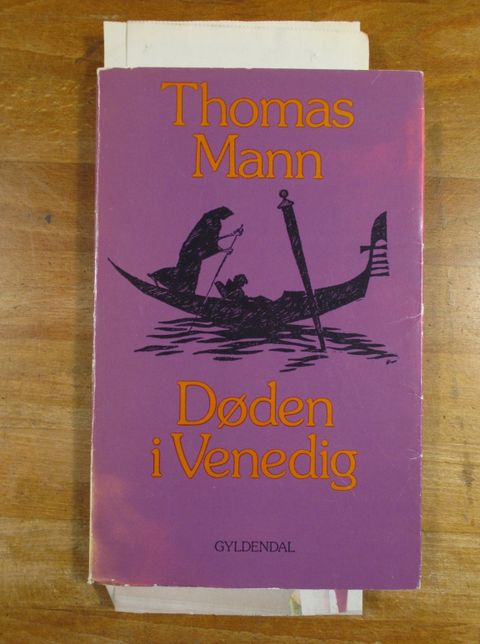 Thomas
Mann
Døden
i Venedig
GYLDENDAL